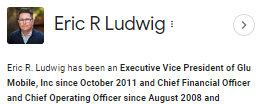 Eric R Ludwig
Eric R. Ludwig has been an Executive Vice President of Glu
Mobile, Inc since October 2011 and Chief Financial Officer
and Chief Operating Officer since August 2008 and